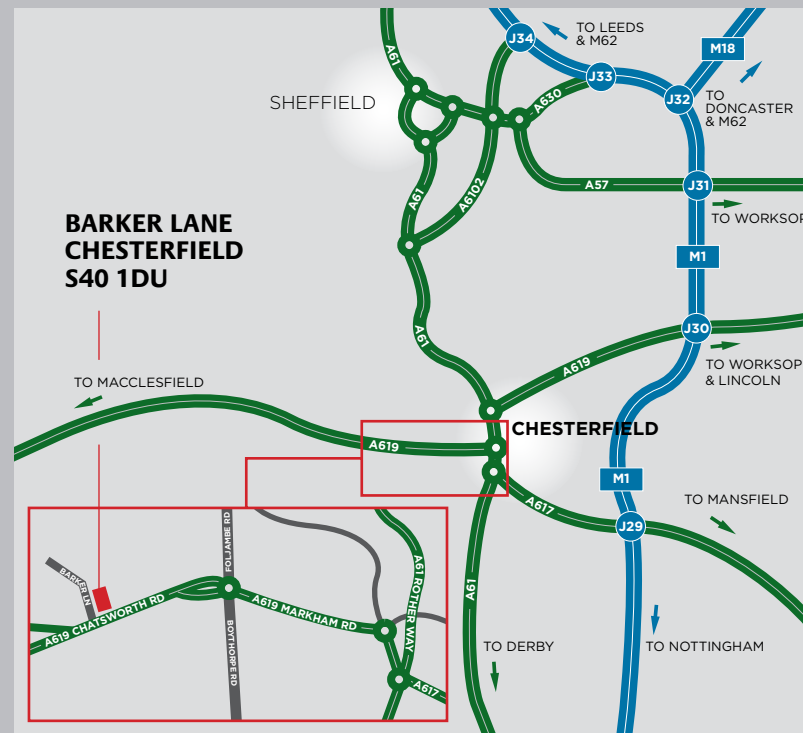 A61
J34
TO LEEDS
& M62
M18
J33
SHEFFIELD
A630
J32
TO
DONCASTER
& M62
A61
A6102
A57
J31
TO WORKSOP
BARKER LANE
CHESTERFIELD
S40 1DU
M1
A61
J30
A619
TO WORKSOP
& LINCOLN
TO MACCLESFIELD
CHESTERFIELD
A619
M1
A617
TO MANSFIELD
J29
A61
TO DERBY
TO NOTTINGHAM
FOLJAMBE RD
BARKER LN
A619 CHATSWORTH RD
A619 MARKHAM RD
A61 ROTHER WAY
BOYTHORPE RD
A617